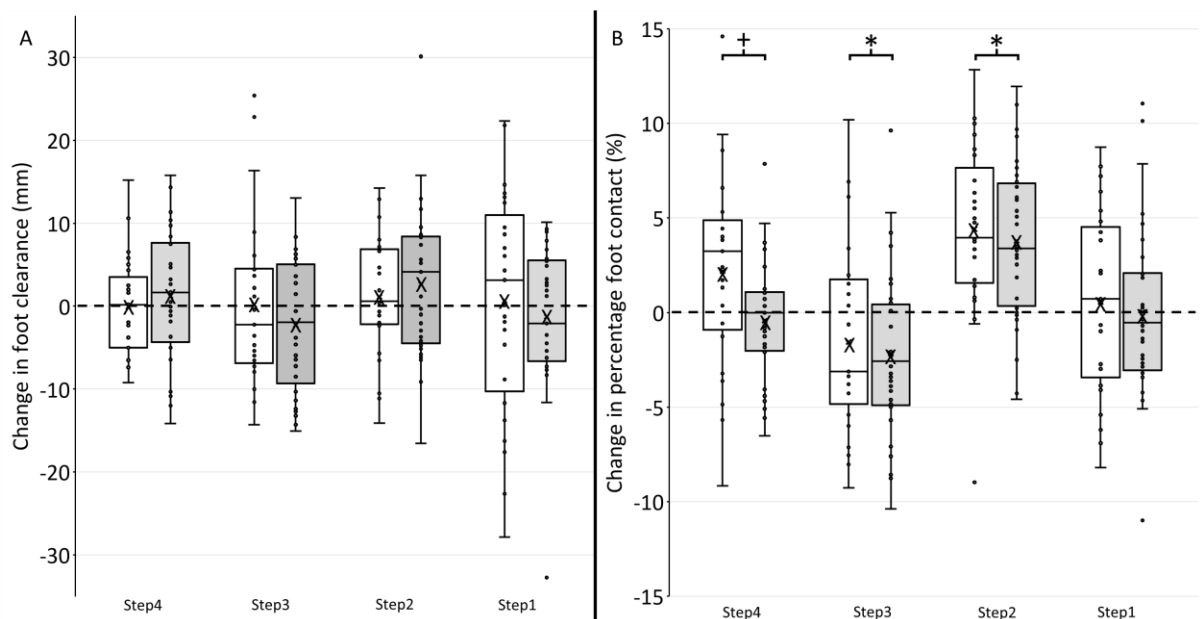 A
Change in foot clearance (mm)
30
20
10
0
-10
-20
-30
Step4 Step3 Step2 Step1
B
Change in percentage foot contact (%)
15
10
5
0
-5
-10
-15
+ * *
Step4 Step3 Step2 Step1